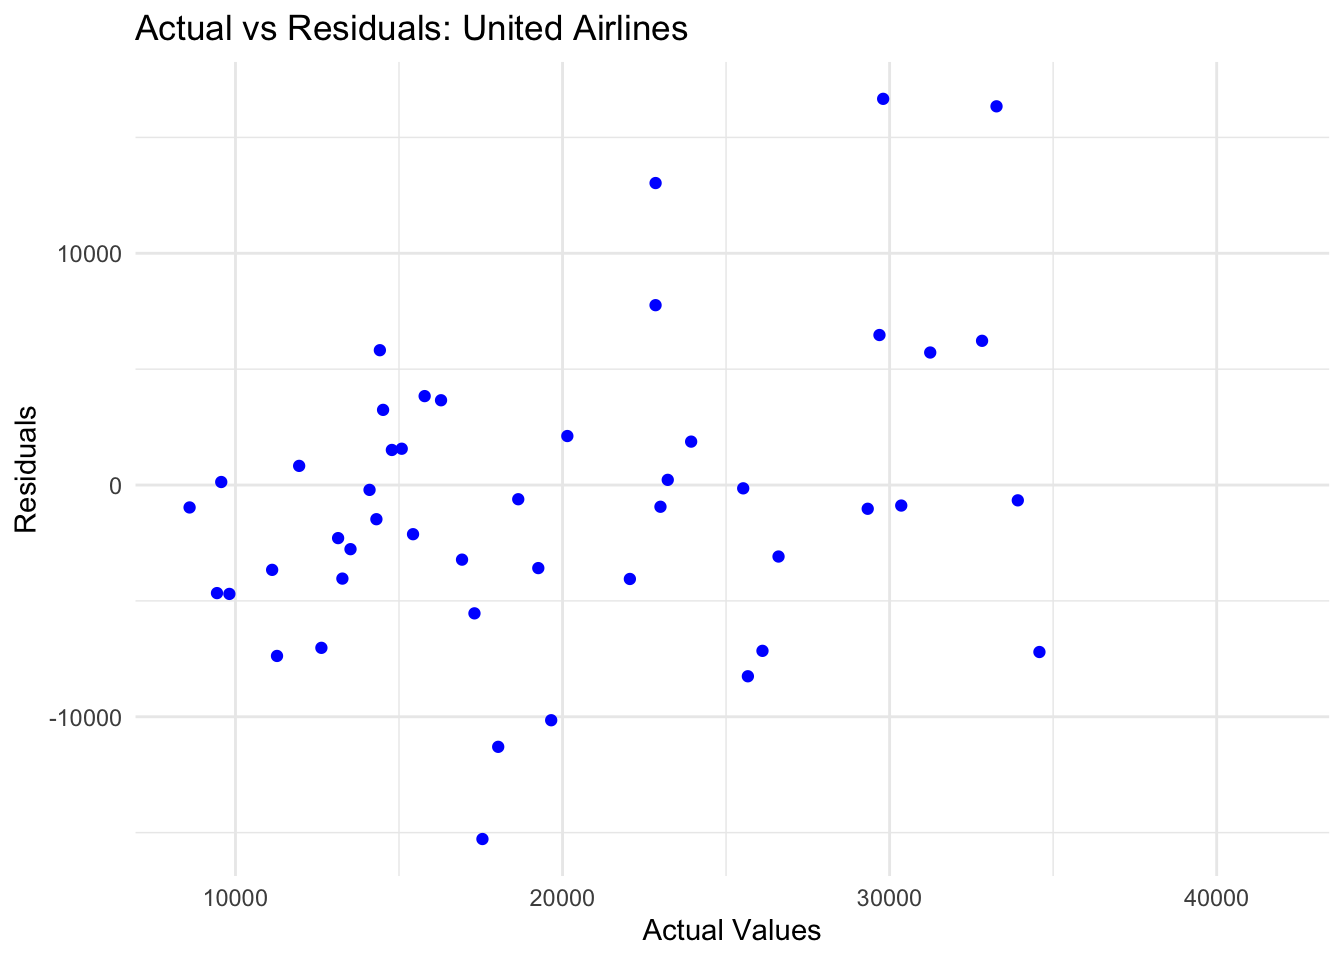 Actual vs Residuals: United Airlines
10000
0
-10000
Residuals
10000 20000 30000 40000
Actual Values